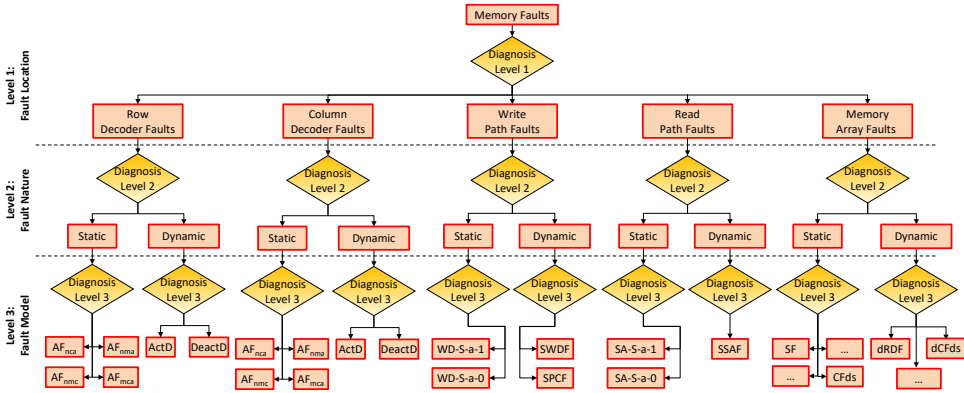 Memory Faults
Diagnosis
Level 1
Level 1:
Fault Location
Row
Decoder Faults
Column
Decoder Faults
Write
Path Faults
Read
Path Faults
Memory
Array Faults
Level 2:
Fault Nature
Diagnosis
Level 2
Diagnosis
Level 2
Diagnosis
Level 2
Diagnosis
Level 2
Diagnosis
Level 2
Static
Dynamic
Static
Dynamic
Static
Dynamic
Static
Dynamic
Static
Dynamic
Level 3:
Fault Model
Diagnosis
Level 3
Diagnosis
Level 3
Diagnosis
Level 3
Diagnosis
Level 3
Diagnosis
Level 3
Diagnosis
Level 3
Diagnosis
Level 3
Diagnosis
Level 3
Diagnosis
Level 3
Diagnosis
Level 3
AFnca
AFnma
AFnmc
AFmca
ActD
DeactD
AFnca
AFnma
AFnmc
AFmca
ActD
DeactD
WD-S-a-1
WD-S-a-0
SWDF
SPCF
SA-S-a-1
SA-S-a-0
SSAF
SF
...
...
CFds
dRDF
dCFds
...